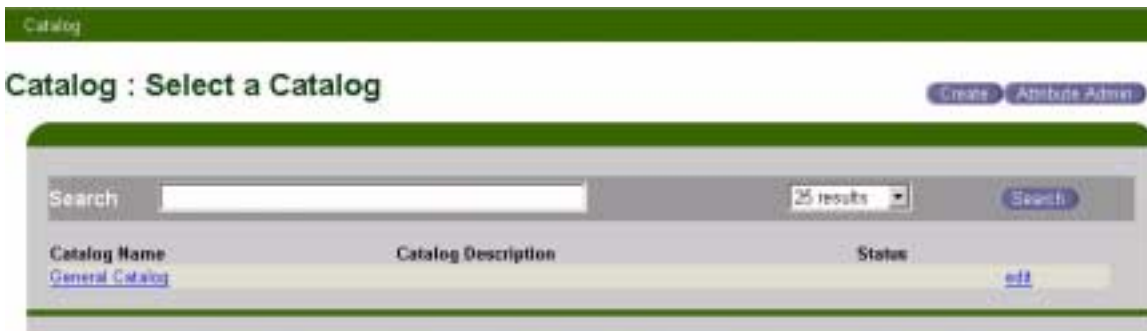 Catalog
Catalog : Select a Catalog
Create Attribute Admin
Search 25 results Search
Catalog Name Catalog Description Status
General Catalog edit